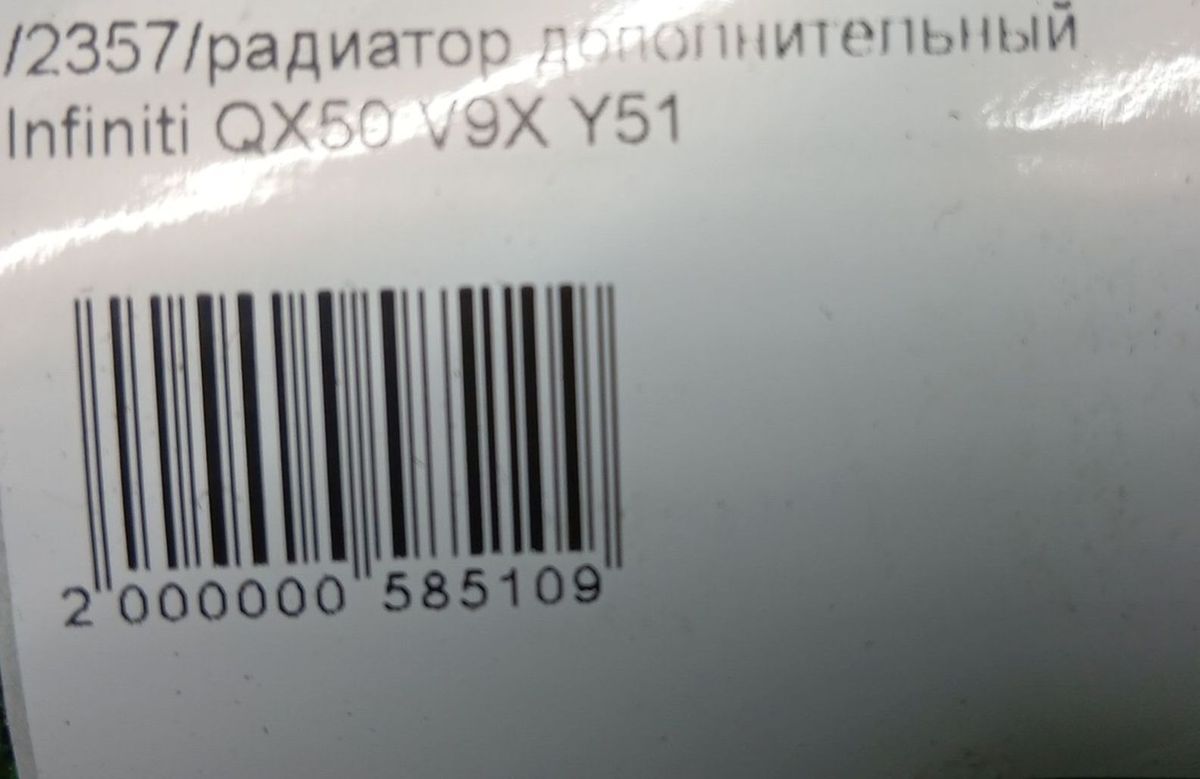 /2357/радиатор дополнительный
Infiniti QX50 V9X Y51
2 000000 585109